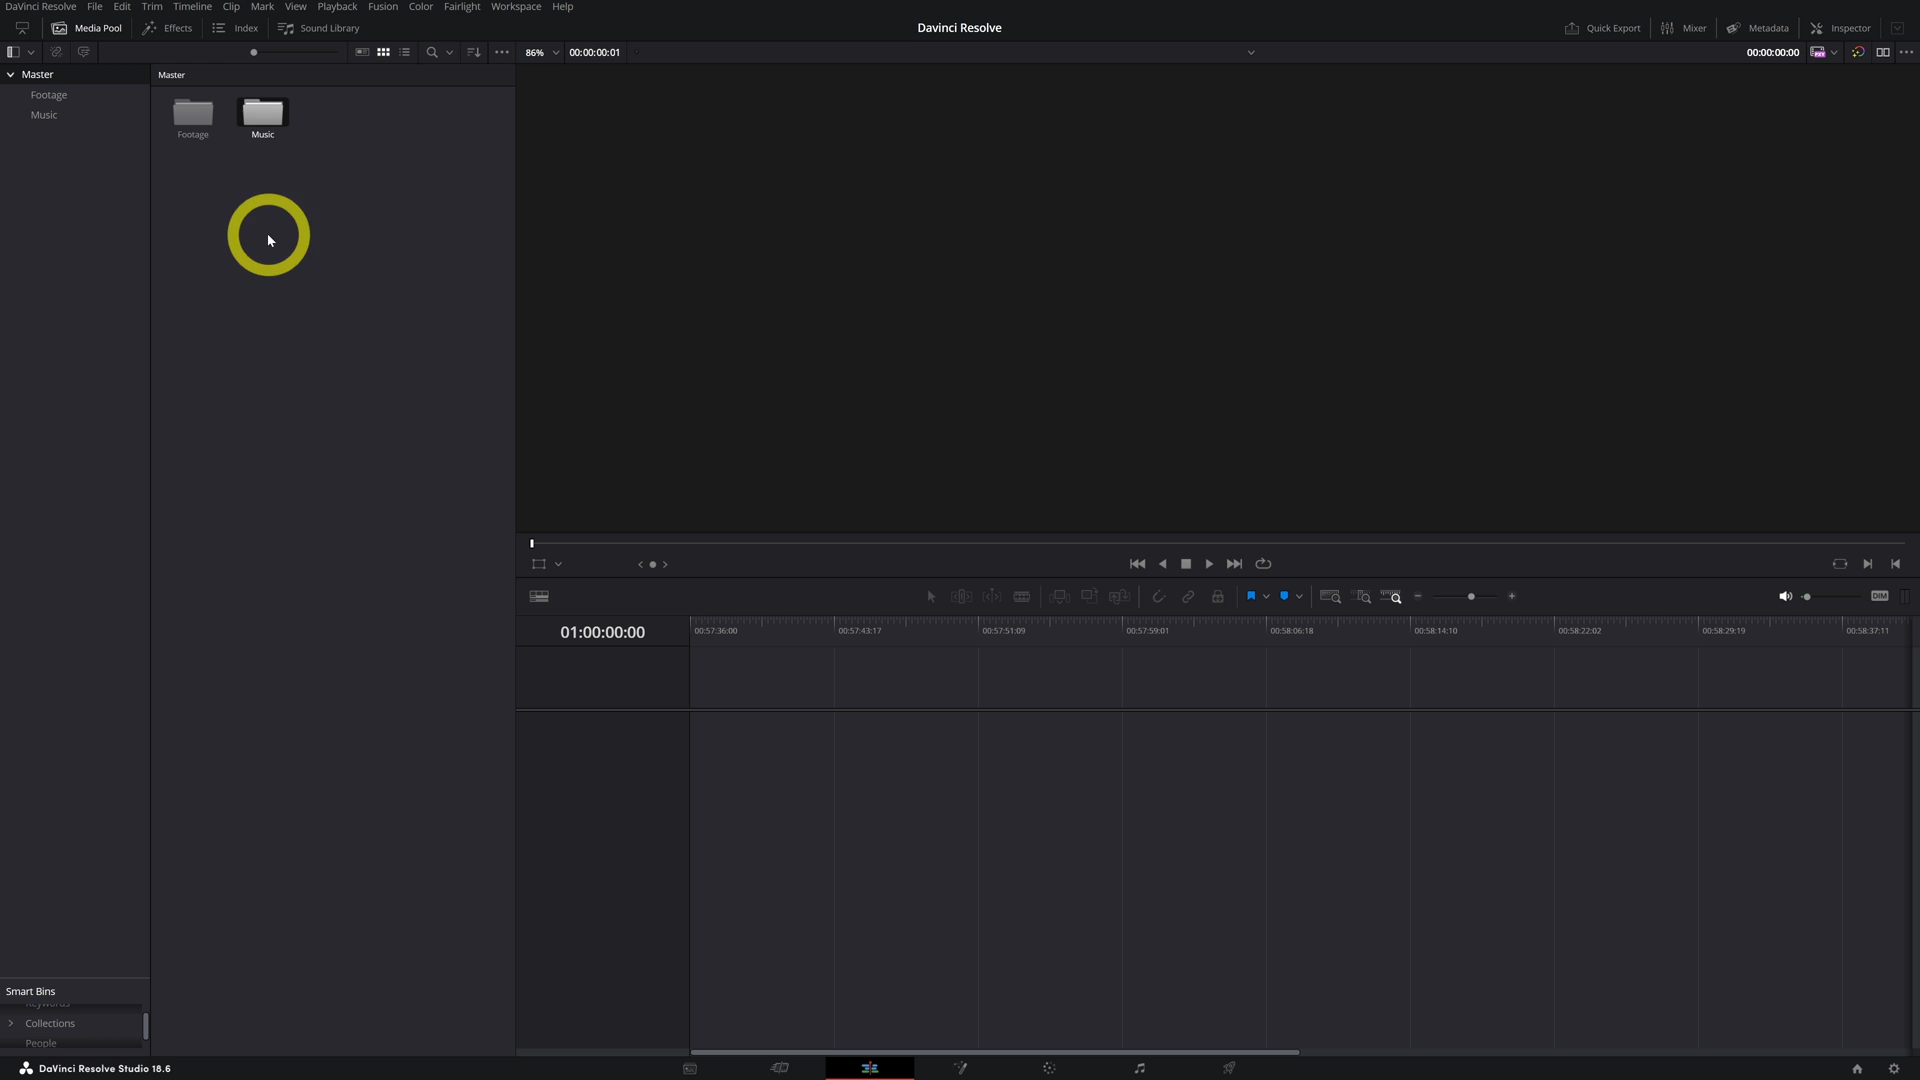 DaVinci Resolve File Edit Trim Timeline Clip Mark View Playback Fusion Color Fairlight Workspace Help
Media Pool Effects Index Sound Library Davinci Resolve Quick Export Mixer Metadata Inspector
86% 00:00:00:01 00:00:00:00
Master
Footage
Music
Master
Footage Music
01:00:00:00 00:57:36:00 00:57:43:17 00:57:51:09 00:57:59:01 00:58:06:18 00:58:14:10 00:58:22:02 00:58:29:19 00:58:37:11
DIM
Smart Bins
Keywords
Collections
People
DaVinci Resolve Studio 18.6